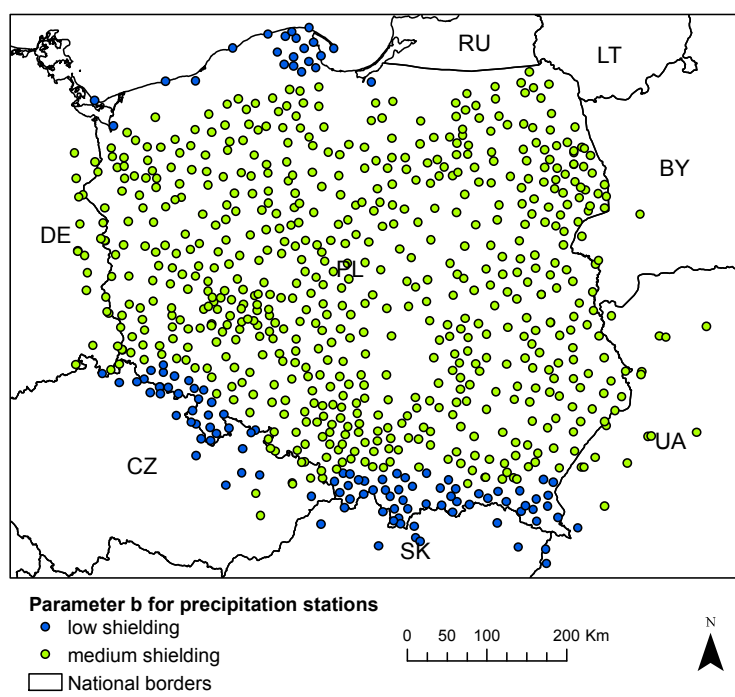 RU
LT
BY
DE
PL
CZ
UA
SK
Parameter b for precipitation stations
low shielding
medium shielding
National borders
0 50 100 200 Km
N